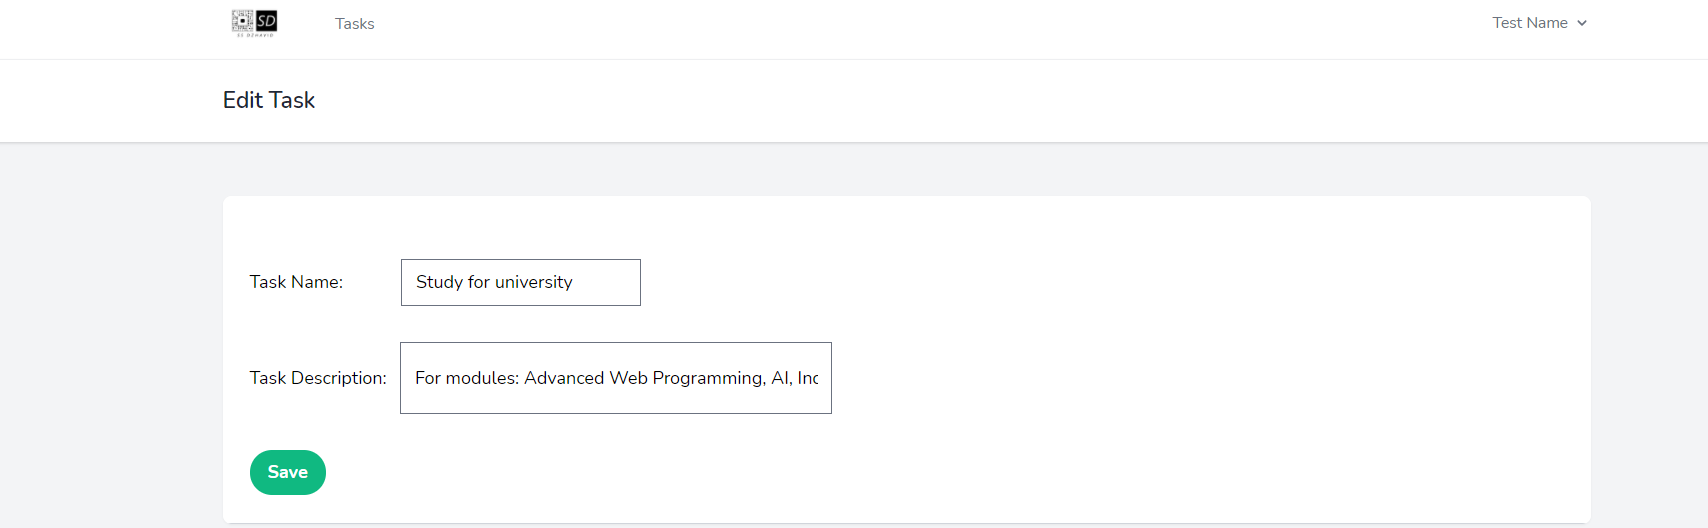 SD
Tasks
Test Name
Edit Task
Task Name:
Study for university
Task Description:
For modules: Advanced Web Programming, AI,
Save